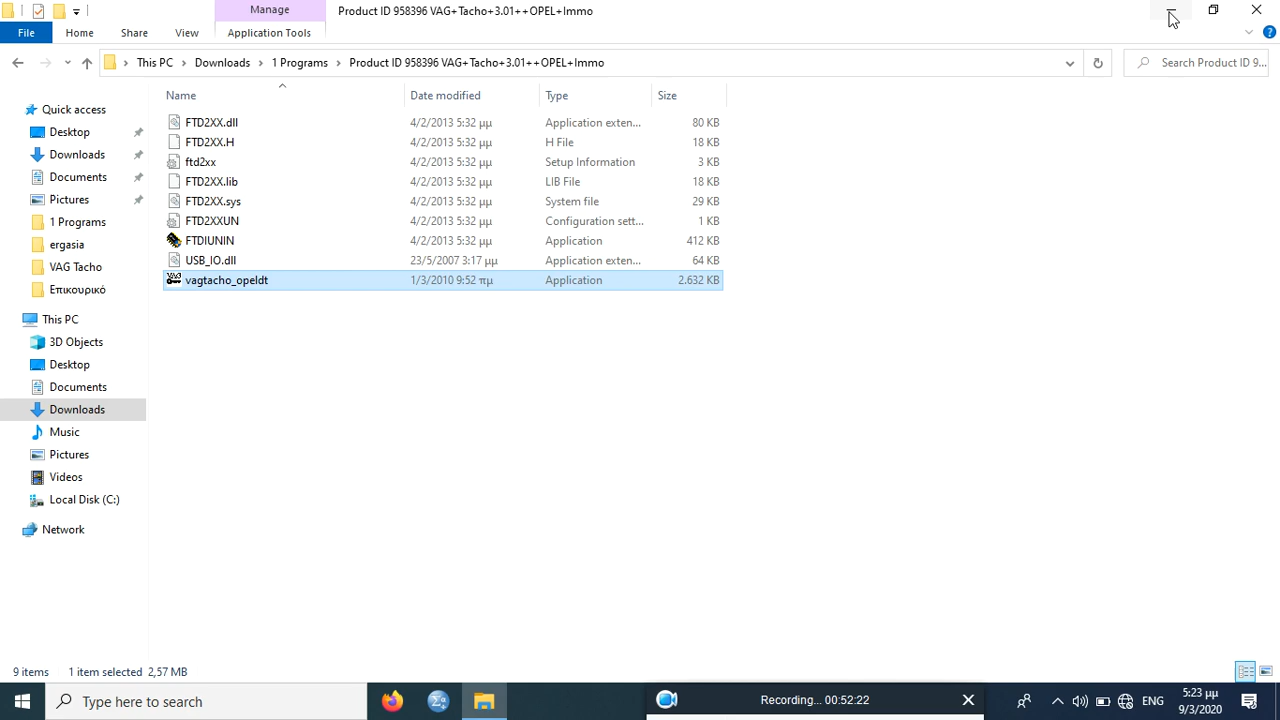 Manage
Product ID 958396 VAG+Tacho+3.01++OPEL+Immo
File
Home
Share
View
Application Tools
This PC
Downloads
1 Programs
Product ID 958396 VAG+Tacho+3.01++OPEL+Immo
Search Product ID 9...
Name
Date modified
Type
Size
FTD2XX.dll 4/2/2013 5:32 μμ Application exten... 80 KB
FTD2XX.H 4/2/2013 5:32 μμ H File 18 KB
ftd2xx 4/2/2013 5:32 μμ Setup Information 3 KB
FTD2XX.lib 4/2/2013 5:32 μμ LIB File 18 KB
FTD2XX.sys 4/2/2013 5:32 μμ System file 29 KB
FTD2XXUN 4/2/2013 5:32 μμ Configuration sett... 1 KB
FTDIUNIN 4/2/2013 5:32 μμ Application 412 KB
USB_IO.dll 23/5/2007 3:17 μμ Application exten... 64 KB
vagtacho_opeldt 1/3/2010 9:52 πμ Application 2.632 KB
Quick access
Desktop
Downloads
Documents
Pictures
1 Programs
ergasia
VAG Tacho
Επικουρικό
This PC
3D Objects
Desktop
Documents
Downloads
Music
Pictures
Videos
Local Disk (C:)
Network
9 items
1 item selected 2,57 MB
Type here to search
Recording... 00:52:22
ENG
5:23 μμ
9/3/2020